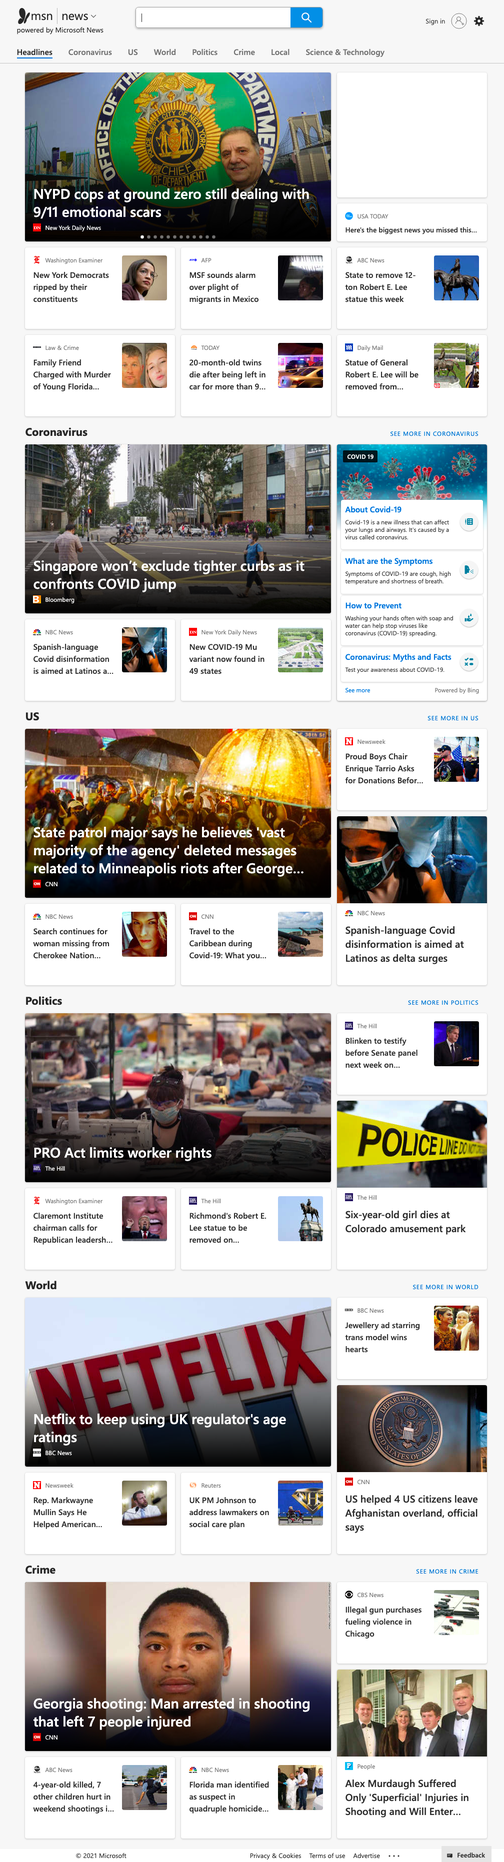 msn | news
powered by Microsoft News
Sign in
Headlines Coronavirus US World Politics Crime Local Science & Technology
OFFICE OF THE
DEPARTMENT
CHIEF
OF DEPARTMENT
NYPD cops at ground zero still dealing with
9/11 emotional scars
New York Daily News
USA TODAY
Here's the biggest news you missed this...
Washington Examiner
New York Democrats
ripped by their
constituents
AFP
MSF sounds alarm
over plight of
migrants in Mexico
ABC News
State to remove 12-
ton Robert E. Lee
statue this week
Law & Crime
Family Friend
Charged with Murder
of Young Florida...
TODAY
20-month-old twins
die after being left in
car for more than 9...
Daily Mail
Statue of General
Robert E. Lee will be
removed from...
Coronavirus
SEE MORE IN CORONAVIRUS
Singapore won't exclude tighter curbs as it
confronts COVID jump
Bloomberg
COVID 19
About Covid-19
Covid-19 is a new illness that can affect
your lungs and airways. It's caused by a
virus called coronavirus.
What are the Symptoms
Symptoms of COVID-19 are cough, high
temperature and shortness of breath.
How to Prevent
Washing your hands often with soap and
water can help stop viruses like
coronavirus (COVID-19) spreading.
Coronavirus: Myths and Facts
Test your awareness about COVID-19.
See more
Powered by Bing
NBC News
Spanish-language
Covid disinformation
is aimed at Latinos a...
New York Daily News
New COVID-19 Mu
variant now found in
49 states
US
SEE MORE IN US
State patrol major says he believes 'vast
majority of the agency' deleted messages
related to Minneapolis riots after George...
CNN
Newsweek
Proud Boys Chair
Enrique Tarrio Asks
for Donations Befor...
NBC News
Spanish-language Covid
disinformation is aimed at
Latinos as delta surges
NBC News
Search continues for
woman missing from
Cherokee Nation...
CNN
Travel to the
Caribbean during
Covid-19: What you...
Politics
SEE MORE IN POLITICS
PRO Act limits worker rights
The Hill
The Hill
Blinken to testify
before Senate panel
next week on...
POLICE LINE DO NOT
The Hill
Six-year-old girl dies at
Colorado amusement park
Washington Examiner
Claremont Institute
chairman calls for
Republican leadersh...
The Hill
Richmond's Robert E.
Lee statue to be
removed on...
World
SEE MORE IN WORLD
NETFLIX
Netflix to keep using UK regulator's age
ratings
BBC News
BBC News
Jewellery ad starring
trans model wins
hearts
DEPARTMENT OF STATE
UNITED STATES OF AMERICA
CNN
US helped 4 US citizens leave
Afghanistan overland, official
says
Newsweek
Rep. Markwayne
Mullin Says He
Helped American...
Reuters
UK PM Johnson to
address lawmakers on
social care plan
Crime
SEE MORE IN CRIME
Georgia shooting: Man arrested in shooting
that left 7 people injured
CNN
CBS News
Illegal gun purchases
fueling violence in
Chicago
People
Alex Murdaugh Suffered
Only 'Superficial' Injuries in
Shooting and Will Enter...
ABC News
4-year-old killed, 7
other children hurt in
weekend shootings i...
NBC News
Florida man identified
as suspect in
quadruple homicide...
© 2021 Microsoft
Privacy & Cookies Terms of use Advertise ...
Feedback